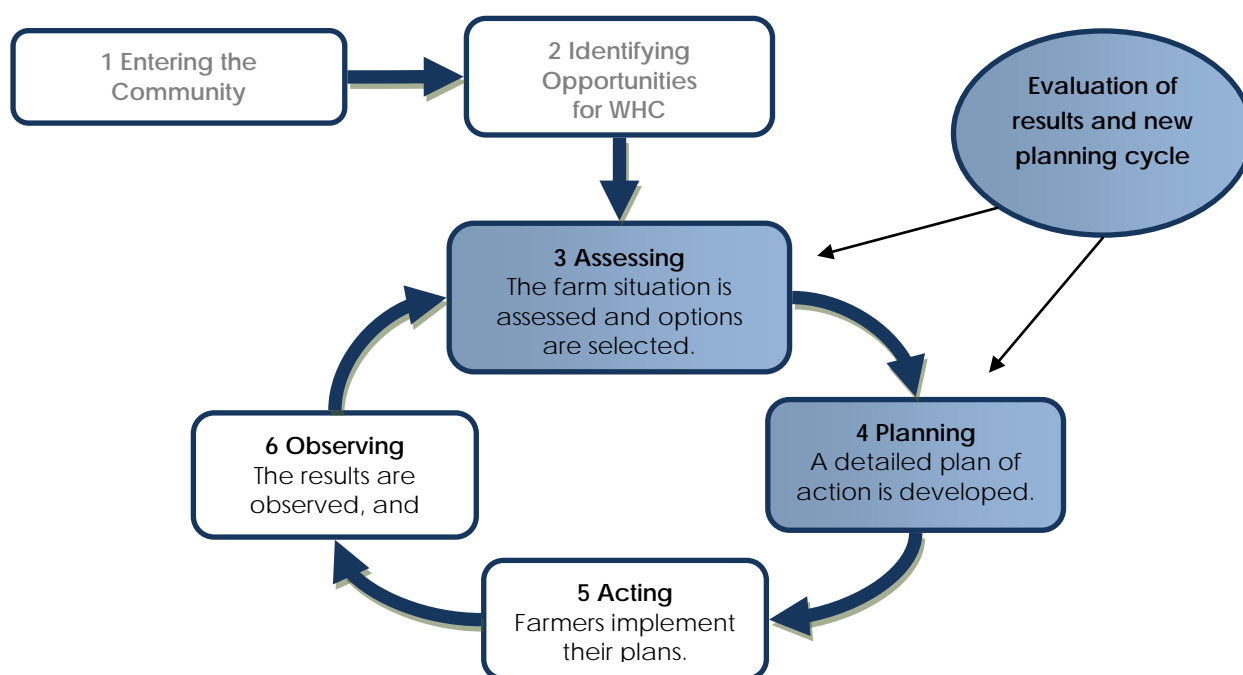 1 Entering the
Community
2 Identifying
Opportunities
for WHC
Evaluation of
results and new
planning cycle
3 Assessing
The farm situation is
assessed and options
are selected.
4 Planning
A detailed plan of
action is developed.
5 Acting
Farmers implement
their plans.
6 Observing
The results are
observed, and